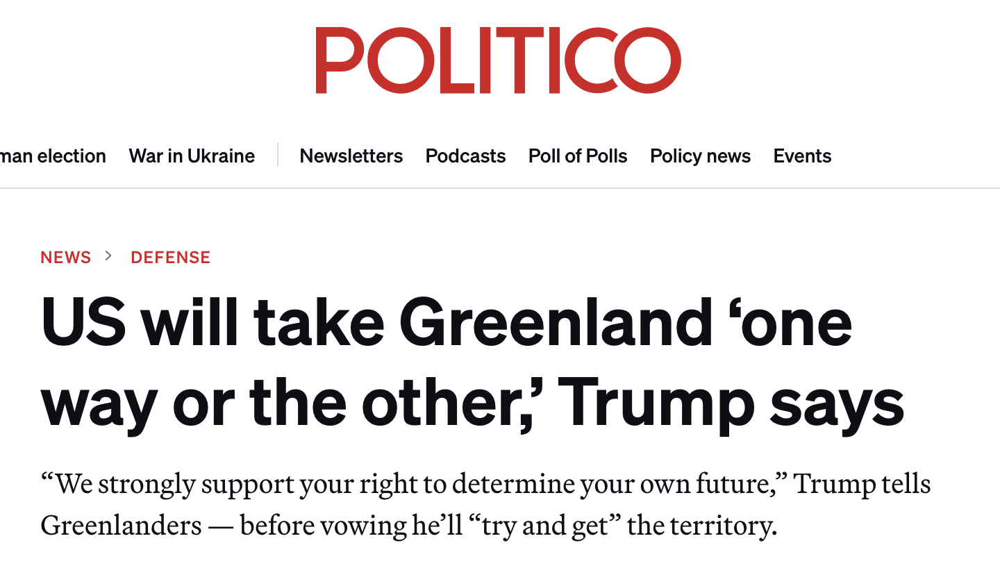 POLITICO
man election War in Ukraine Newsletters Podcasts Poll of Polls Policy news Events
NEWS > DEFENSE
US will take Greenland ‘one
way or the other,’ Trump says
“We strongly support your right to determine your own future,” Trump tells
Greenlanders — before vowing he’ll “try and get” the territory.